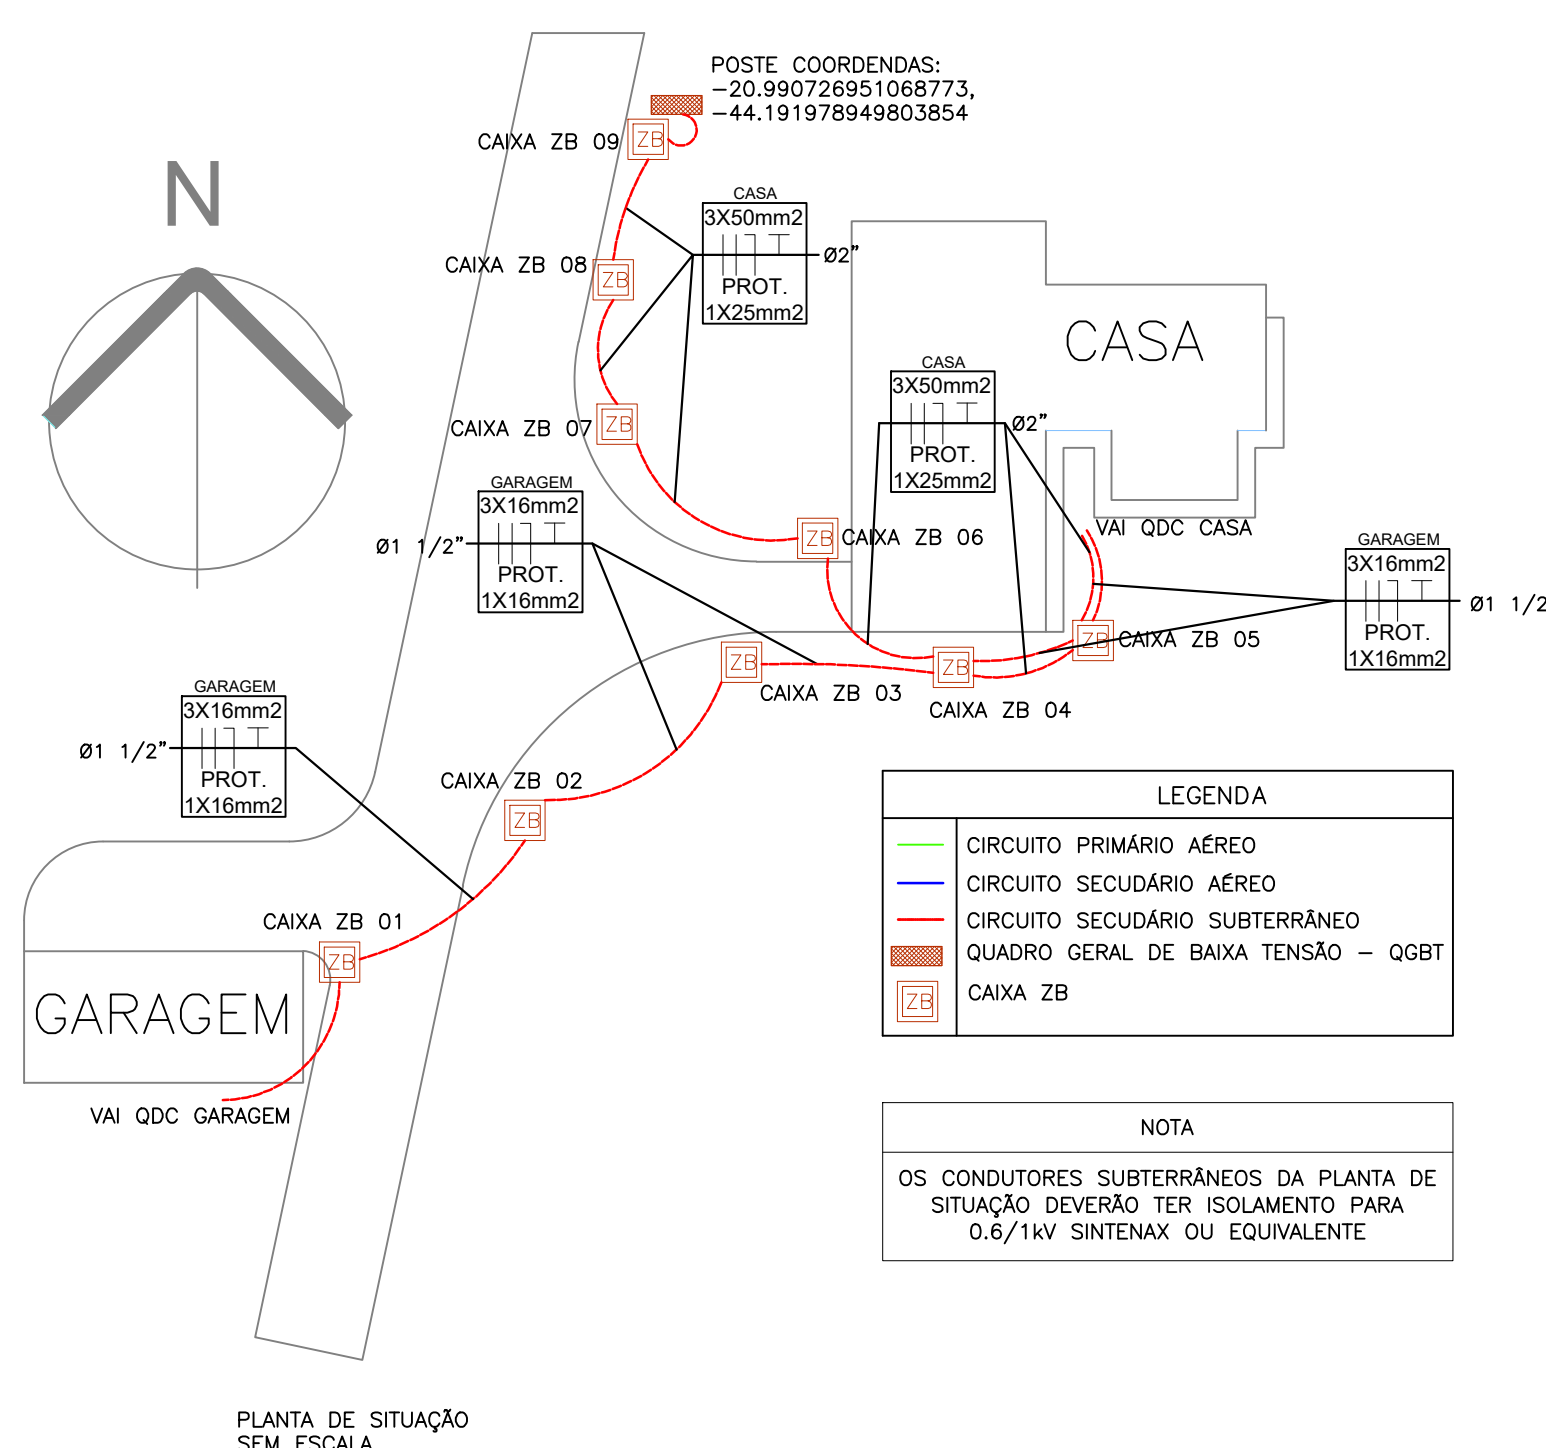 POSTE COORDENDAS:
-20.990726951068773,
-44.191978949803854
CAIXA ZB 09
ZB
N
CASA
3X50mm2
Ø2"
PROT.
1X25mm2
CAIXA ZB 08
ZB
CASA
CASA
3X50mm2
Ø2"
PROT.
1X25mm2
CAIXA ZB 07
ZB
GARAGEM
3X16mm2
Ø1 1/2"
PROT.
1X16mm2
ZB
CAIXA ZB 06
VAI QDC CASA
GARAGEM
3X16mm2
Ø1 1/2
PROT.
1X16mm2
ZB
CAIXA ZB 05
ZB
CAIXA ZB 03
ZB
CAIXA ZB 04
GARAGEM
3X16mm2
Ø1 1/2"
PROT.
1X16mm2
CAIXA ZB 02
ZB
CAIXA ZB 01
ZB
GARAGEM
VAI QDC GARAGEM
LEGENDA
CIRCUITO PRIMÁRIO AÉREO
CIRCUITO SECUDÁRIO AÉREO
CIRCUITO SECUDÁRIO SUBTERRÂNEO
QUADRO GERAL DE BAIXA TENSÃO - QGBT
ZB
CAIXA ZB
NOTA
OS CONDUTORES SUBTERRÂNEOS DA PLANTA DE
SITUAÇÃO DEVERÃO TER ISOLAMENTO PARA
0.6/1kV SINTENAX OU EQUIVALENTE
PLANTA DE SITUAÇÃO
SEM ESCALA